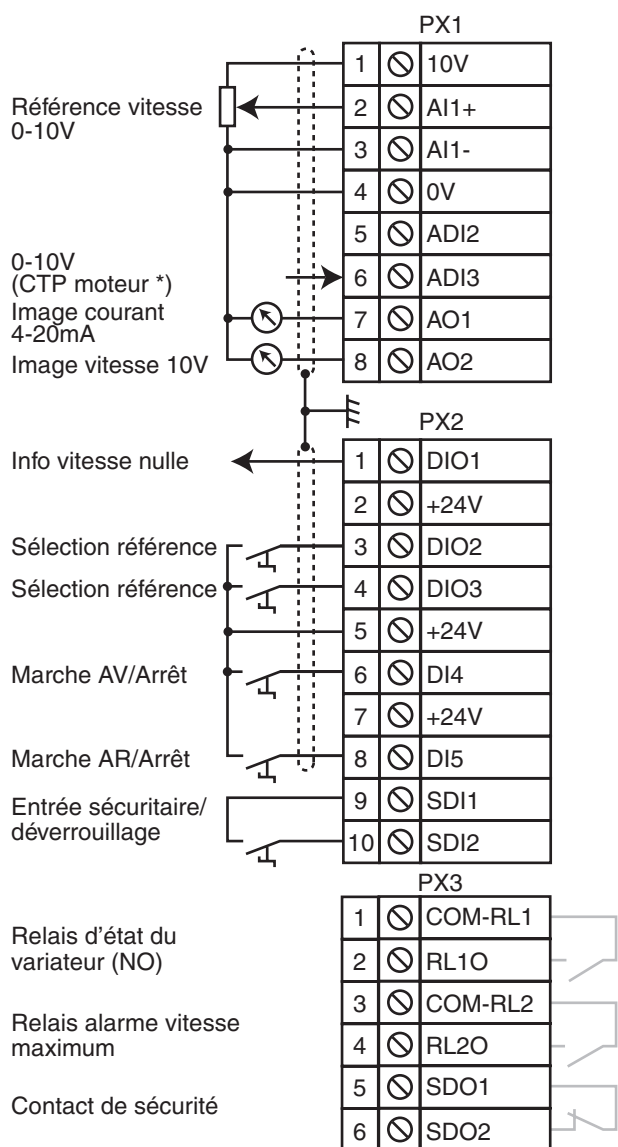 PX1
1 10V
Référence vitesse
0-10V
2 AI1+
3 AI1-
4 0V
5 ADI2
0-10V
(CTP moteur *)
6 ADI3
Image courant
4-20mA
7 AO1
Image vitesse 10V
8 AO2
PX2
Info vitesse nulle
1 DIO1
2 +24V
Sélection référence
3 DIO2
Sélection référence
4 DIO3
5 +24V
Marche AV/Arrêt
6 DI4
7 +24V
Marche AR/Arrêt
8 DI5
Entrée sécuritaire/
déverrouillage
9 SDI1
10 SDI2
PX3
1 COM-RL1
Relais d’état du
variateur (NO)
2 RL1O
3 COM-RL2
Relais alarme vitesse
maximum
4 RL2O
5 SDO1
Contact de sécurité
6 SDO2